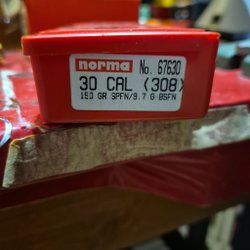 norma No. 67630
30 CAL (308)
150 GR SPFN/9.7 G BSFN